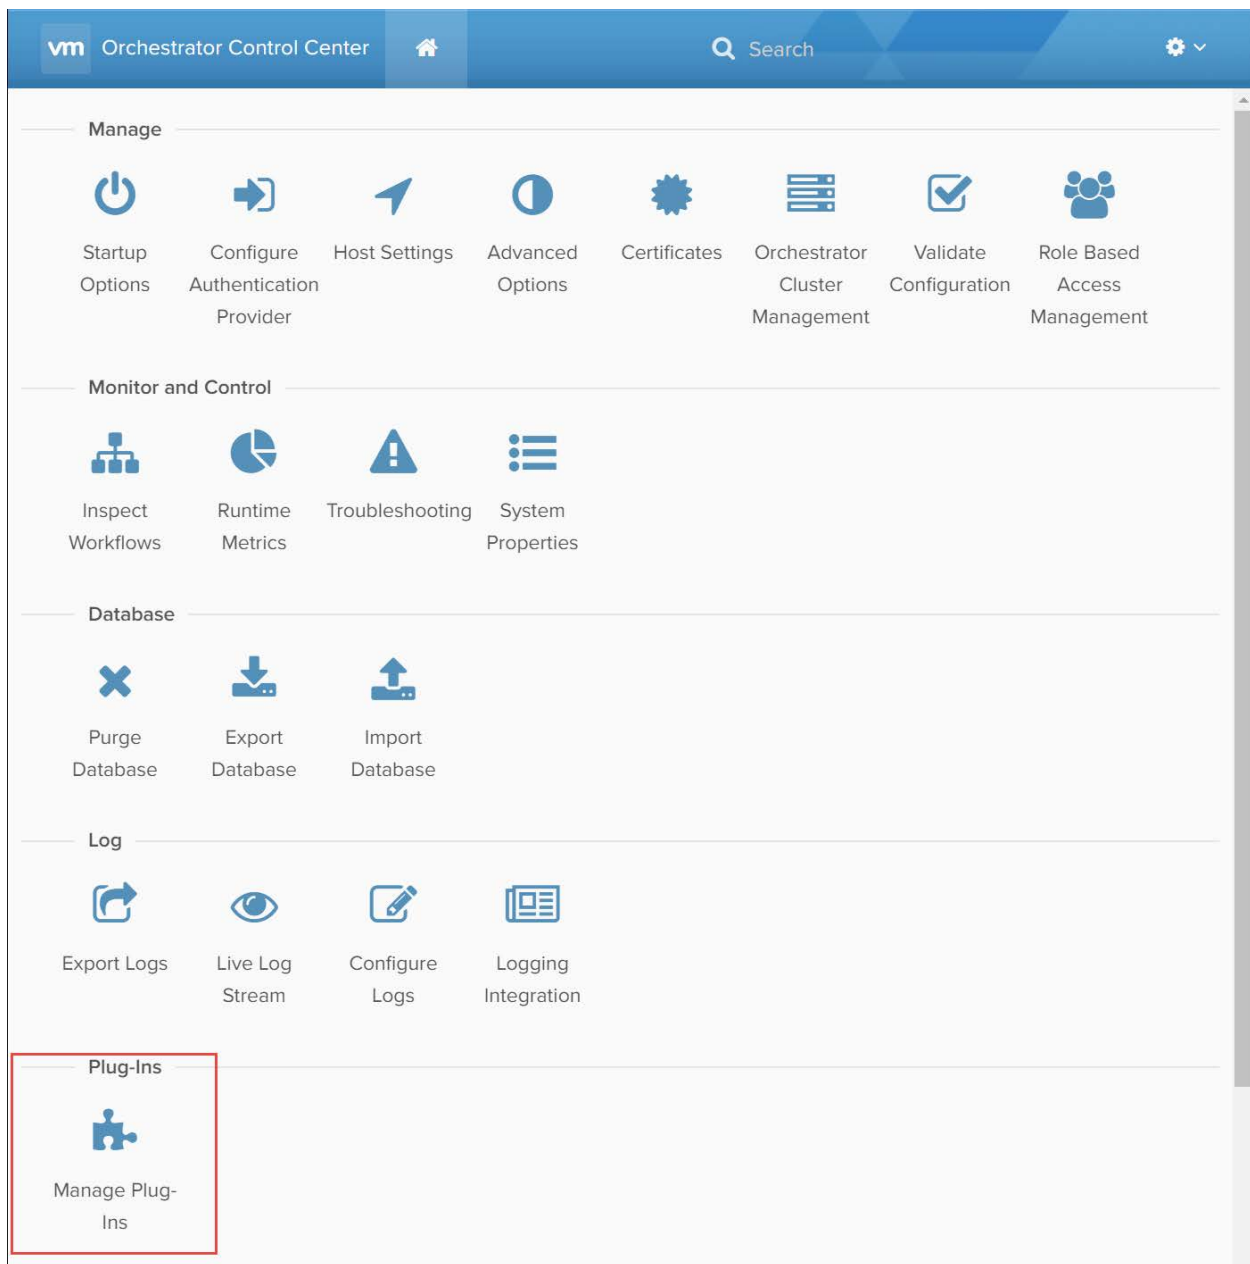 vm Orchestrator Control Center Search
Manage
Startup Configure Host Settings Advanced Certificates Orchestrator Validate Role Based
Options Authentication Options Cluster Configuration Access
Provider Management Management
Monitor and Control
Inspect Runtime Troubleshooting System
Workflows Metrics Properties
Database
Purge Export Import
Database Database Database
Log
Export Logs Live Log Configure Logging
Stream Logs Integration
Plug-Ins
Manage Plug-
Ins